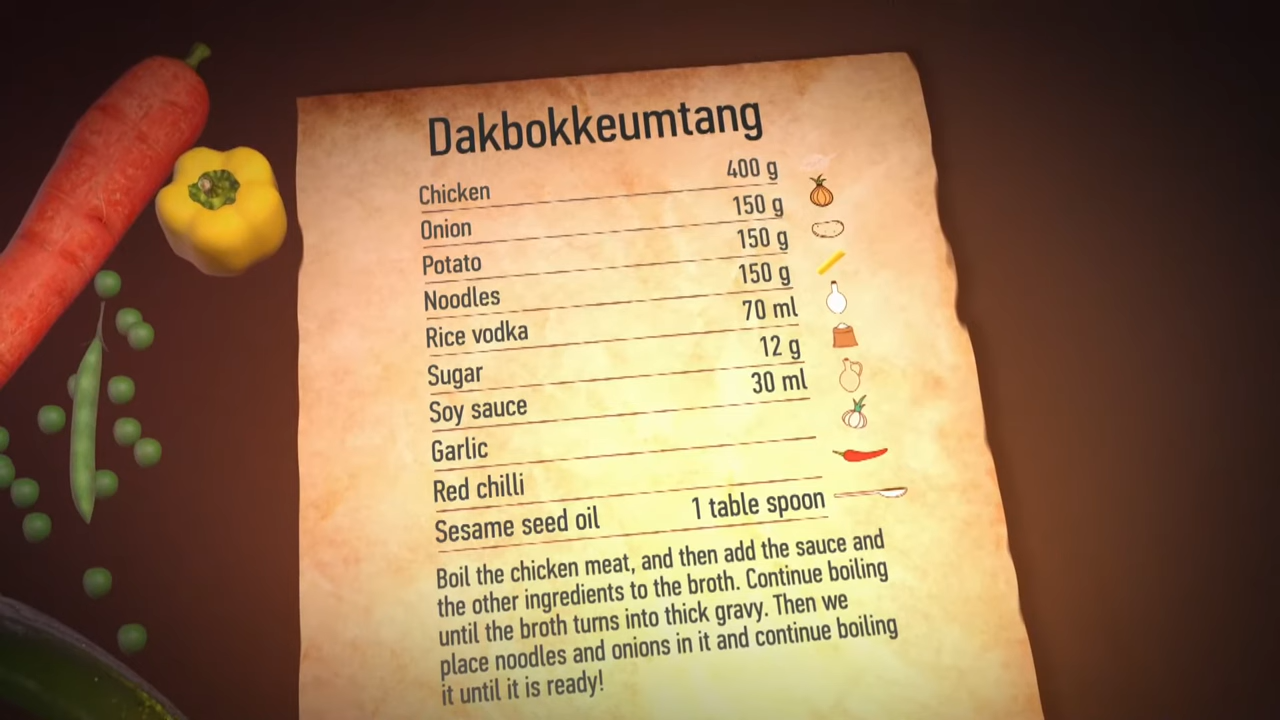 Dakbokkeumtang
Chicken 400 g
Onion 150 g
Potato 150 g
Noodles 150 g
Rice vodka 70 ml
Sugar 12 g
Soy sauce 30 ml
Garlic
Red chilli
Sesame seed oil 1 table spoon
Boil the chicken meat, and then add the sauce and
the other ingredients to the broth. Continue boiling
until the broth turns into thick gravy. Then we
place noodles and onions in it and continue boiling
it until it is ready!